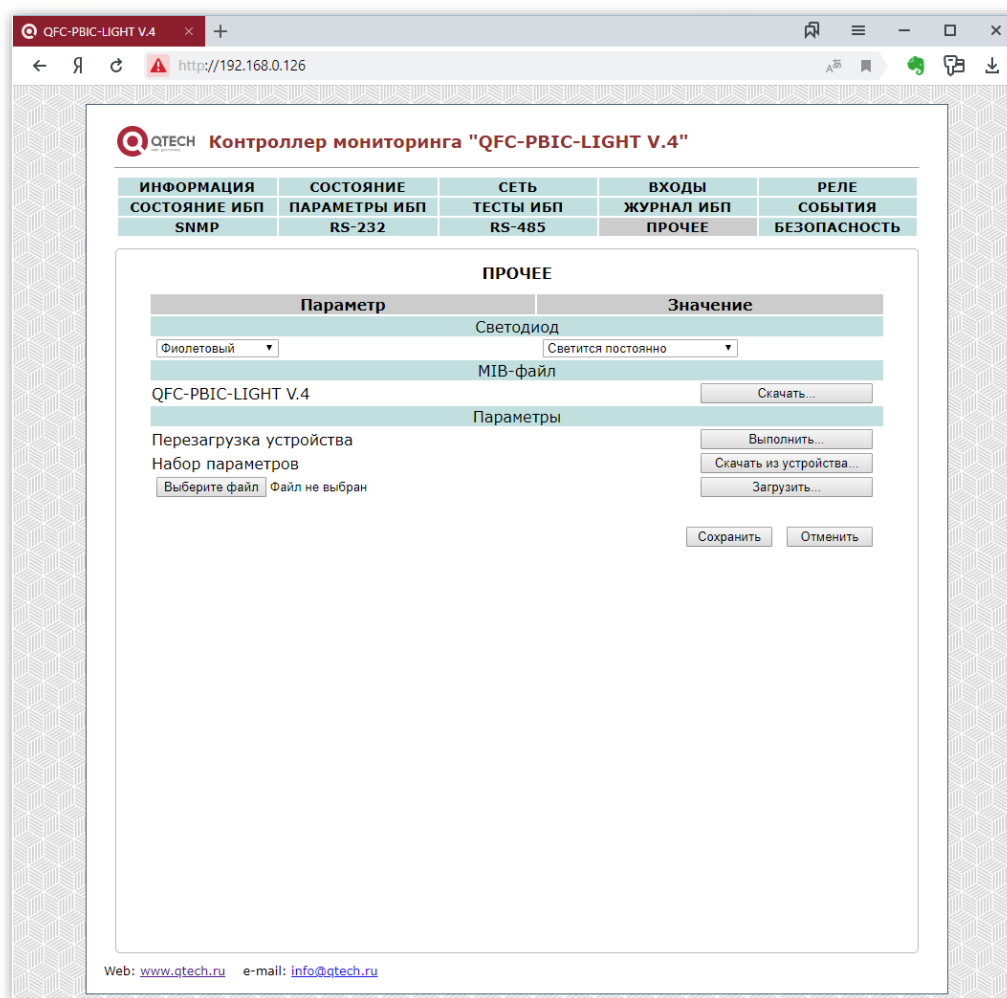 QFC-PBIC-LIGHT V.4
Я http://192.168.0.126
QTECH Контроллер мониторинга "QFC-PBIC-LIGHT V.4"
ИНФОРМАЦИЯ СОСТОЯНИЕ СЕТЬ ВХОДЫ РЕЛЕ
СОСТОЯНИЕ ИБП ПАРАМЕТРЫ ИБП ТЕСТЫ ИБП ЖУРНАЛ ИБП СОБЫТИЯ
SNMP RS-232 RS-485 ПРОЧЕЕ БЕЗОПАСНОСТЬ
ПРОЧЕЕ
Параметр Значение
Светодиод
Фиолетовый Светится постоянно
MIB-файл
QFC-PBIC-LIGHT V.4 Скачать...
Параметры
Перезагрузка устройства Выполнить...
Набор параметров Скачать из устройства...
Выберите файл Файл не выбран Загрузить...
Сохранить Отменить
Web: www.qtech.ru e-mail: info@qtech.ru